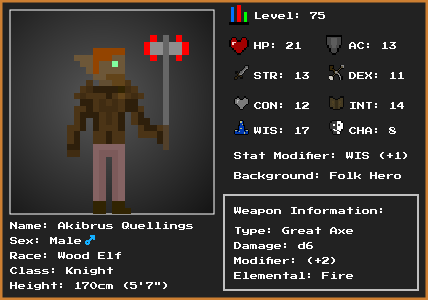 Level: 75
HP: 21 AC: 13
STR: 13 DEX: 11
CON: 12 INT: 14
WIS: 17 CHA: 8
Stat Modifier: WIS (+1)
Background: Folk Hero
Weapon Information:
Type: Great Axe
Damage: d6
Modifier: (+2)
Elemental: Fire
Name: Akibrus Quellings
Sex: Male♂
Race: Wood Elf
Class: Knight
Height: 170cm (5'7")